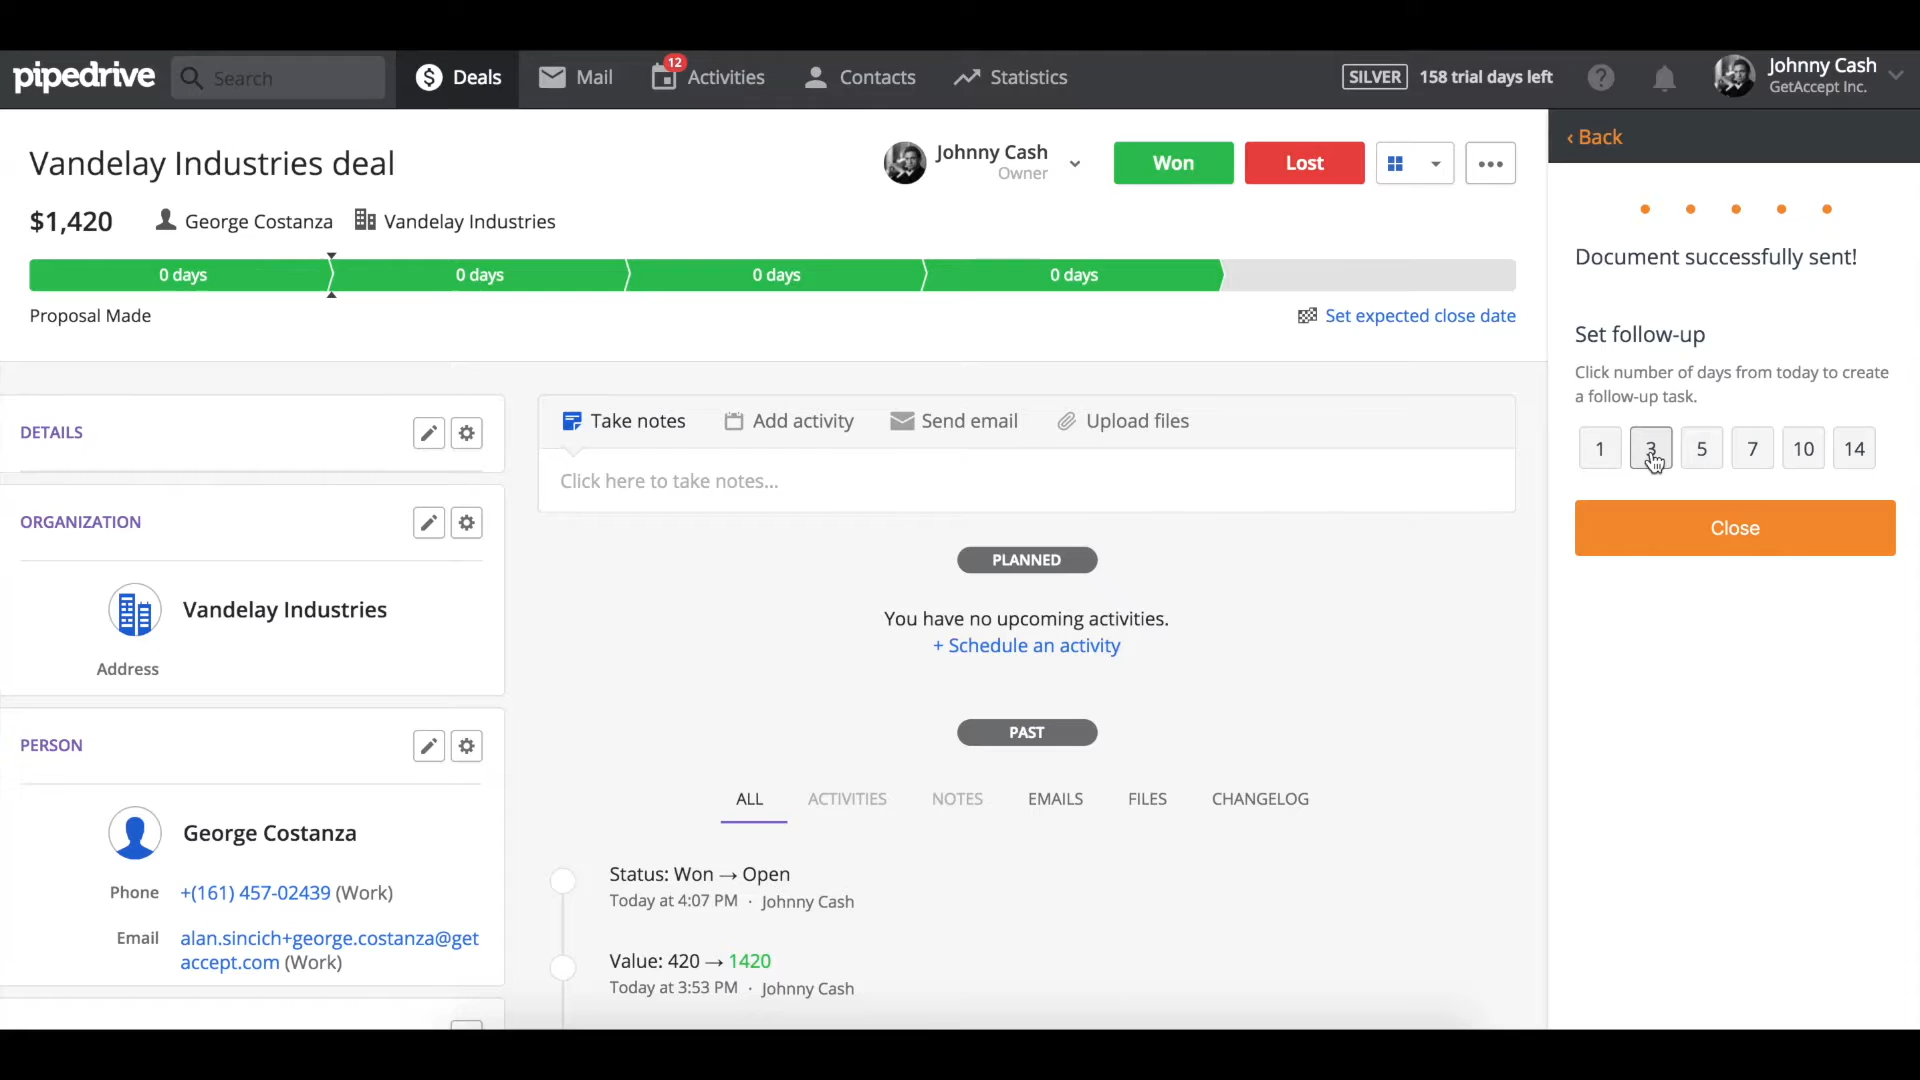 pipedrive
Search
Deals
Mail
12
Activities
Contacts
Statistics
SILVER
158 trial days left
?
Johnny Cash
GetAccept Inc.
Vandelay Industries deal
Johnny Cash
Owner
Won
Lost
$1,420
George Costanza
Vandelay Industries
0 days
0 days
0 days
0 days
Proposal Made
Set expected close date
DETAILS
ORGANIZATION
Vandelay Industries
Address
PERSON
George Costanza
Phone
+(161) 457-02439 (Work)
Email
alan.sincich+george.costanza@get
accept.com (Work)
Take notes
Add activity
Send email
Upload files
Click here to take notes...
PLANNED
You have no upcoming activities.
+ Schedule an activity
PAST
ALL
ACTIVITIES
NOTES
EMAILS
FILES
CHANGELOG
Status: Won → Open
Today at 4:07 PM · Johnny Cash
Value: 420 → 1420
Today at 3:53 PM · Johnny Cash
‹ Back
Document successfully sent!
Set follow-up
Click number of days from today to create
a follow-up task.
1
3
5
7
10
14
Close